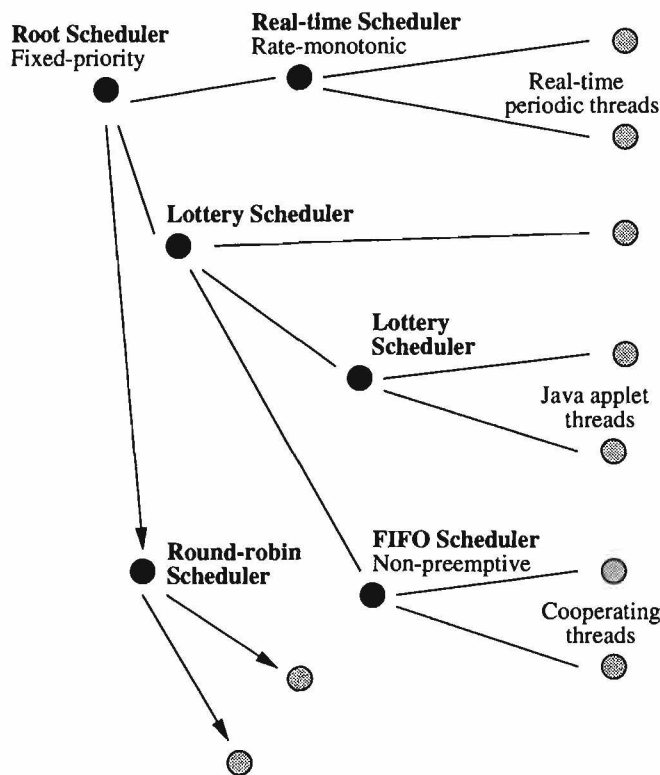 Root Scheduler
Fixed-priority
Real-time Scheduler
Rate-monotonic
Real-time
periodic threads
Lottery Scheduler
Lottery
Scheduler
Java applet
threads
Round-robin
Scheduler
FIFO Scheduler
Non-preemptive
Cooperating
threads